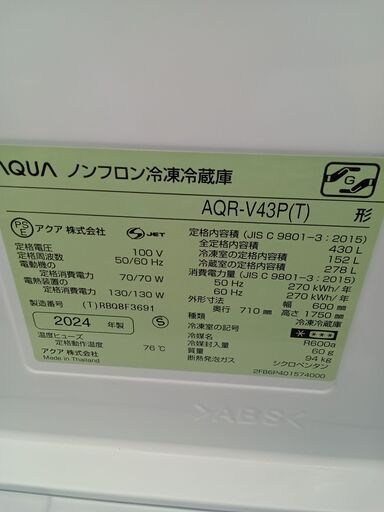 AQUA ノンフロン冷凍冷蔵庫
G
AQR-V43P(T) 形
PS E アクア 株式会社 S JET
定格電圧 100 V
定格周波数 50/60 Hz
電動機の
定格消費電力 70/70 W
電熱装置の
定格消費電力 130/130 W
製造番号 (T)RBQ8F3691
2024 年製 S
温度ヒューズ
定格動作温度 76℃
アクア 株式会社
Made in Thailand
定格内容積 (JIS C 9801-3:2015)
全定格内容積 430 L
冷凍室の定格内容積 152 L
冷蔵室の定格内容積 278 L
消費電力量 (JIS C 9801-3:2015)
50 Hz 270 kWh/年
60 Hz 270 kWh/年
外形寸法 幅 600 mm
奥行 710 mm 高さ 1750 mm
種類 冷凍冷蔵庫
冷凍室の記号
冷媒名 R600a
冷媒封入量 60 g
質量 94 kg
断熱発泡ガス シクロペンタン
2FB6P401574000
>ABS<